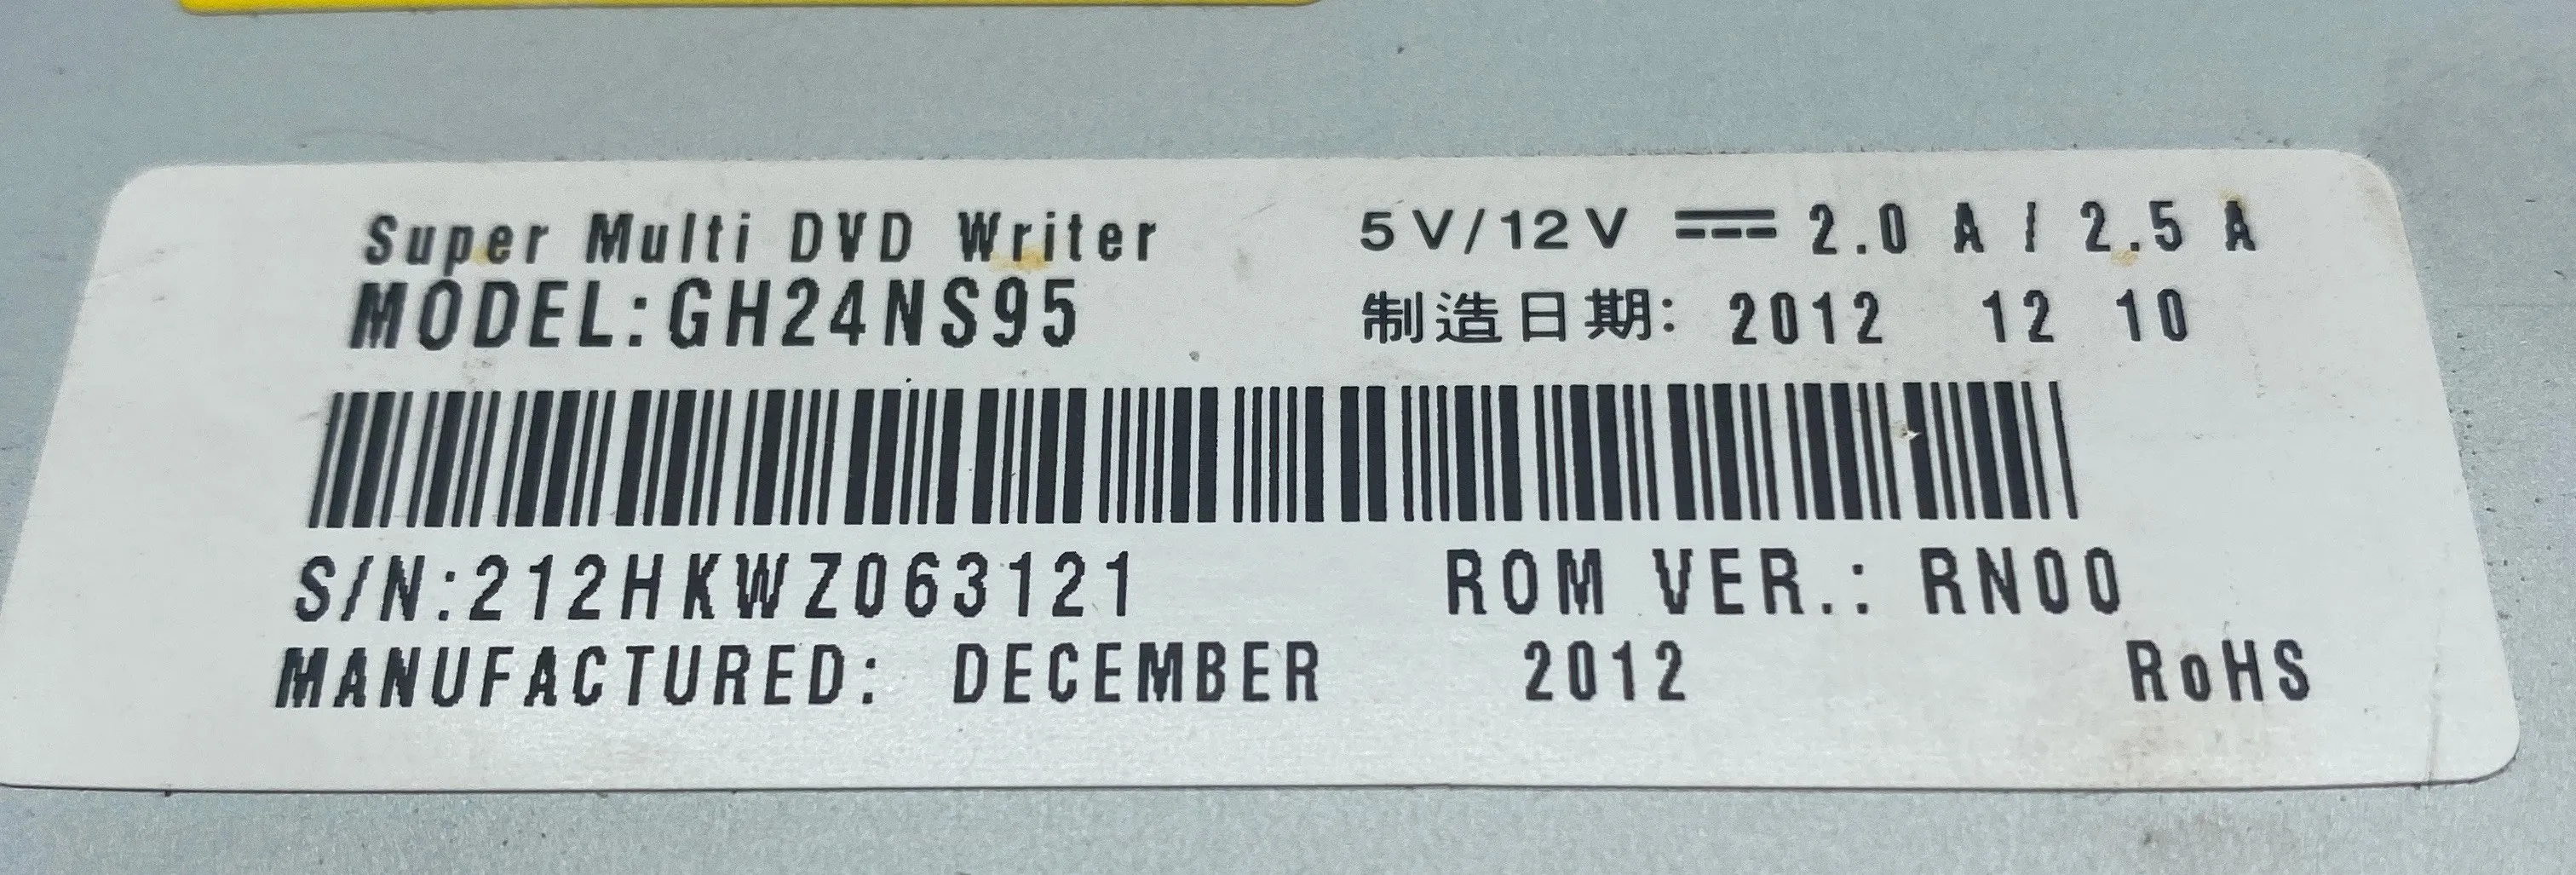 Super Multi DVD Writer 5V/12V ⎓ 2.0 A / 2.5 A
MODEL:GH24NS95 制造日期: 2012 12 10
S/N:212HKWZ063121 ROM VER.: RN00
MANUFACTURED: DECEMBER 2012 RoHS